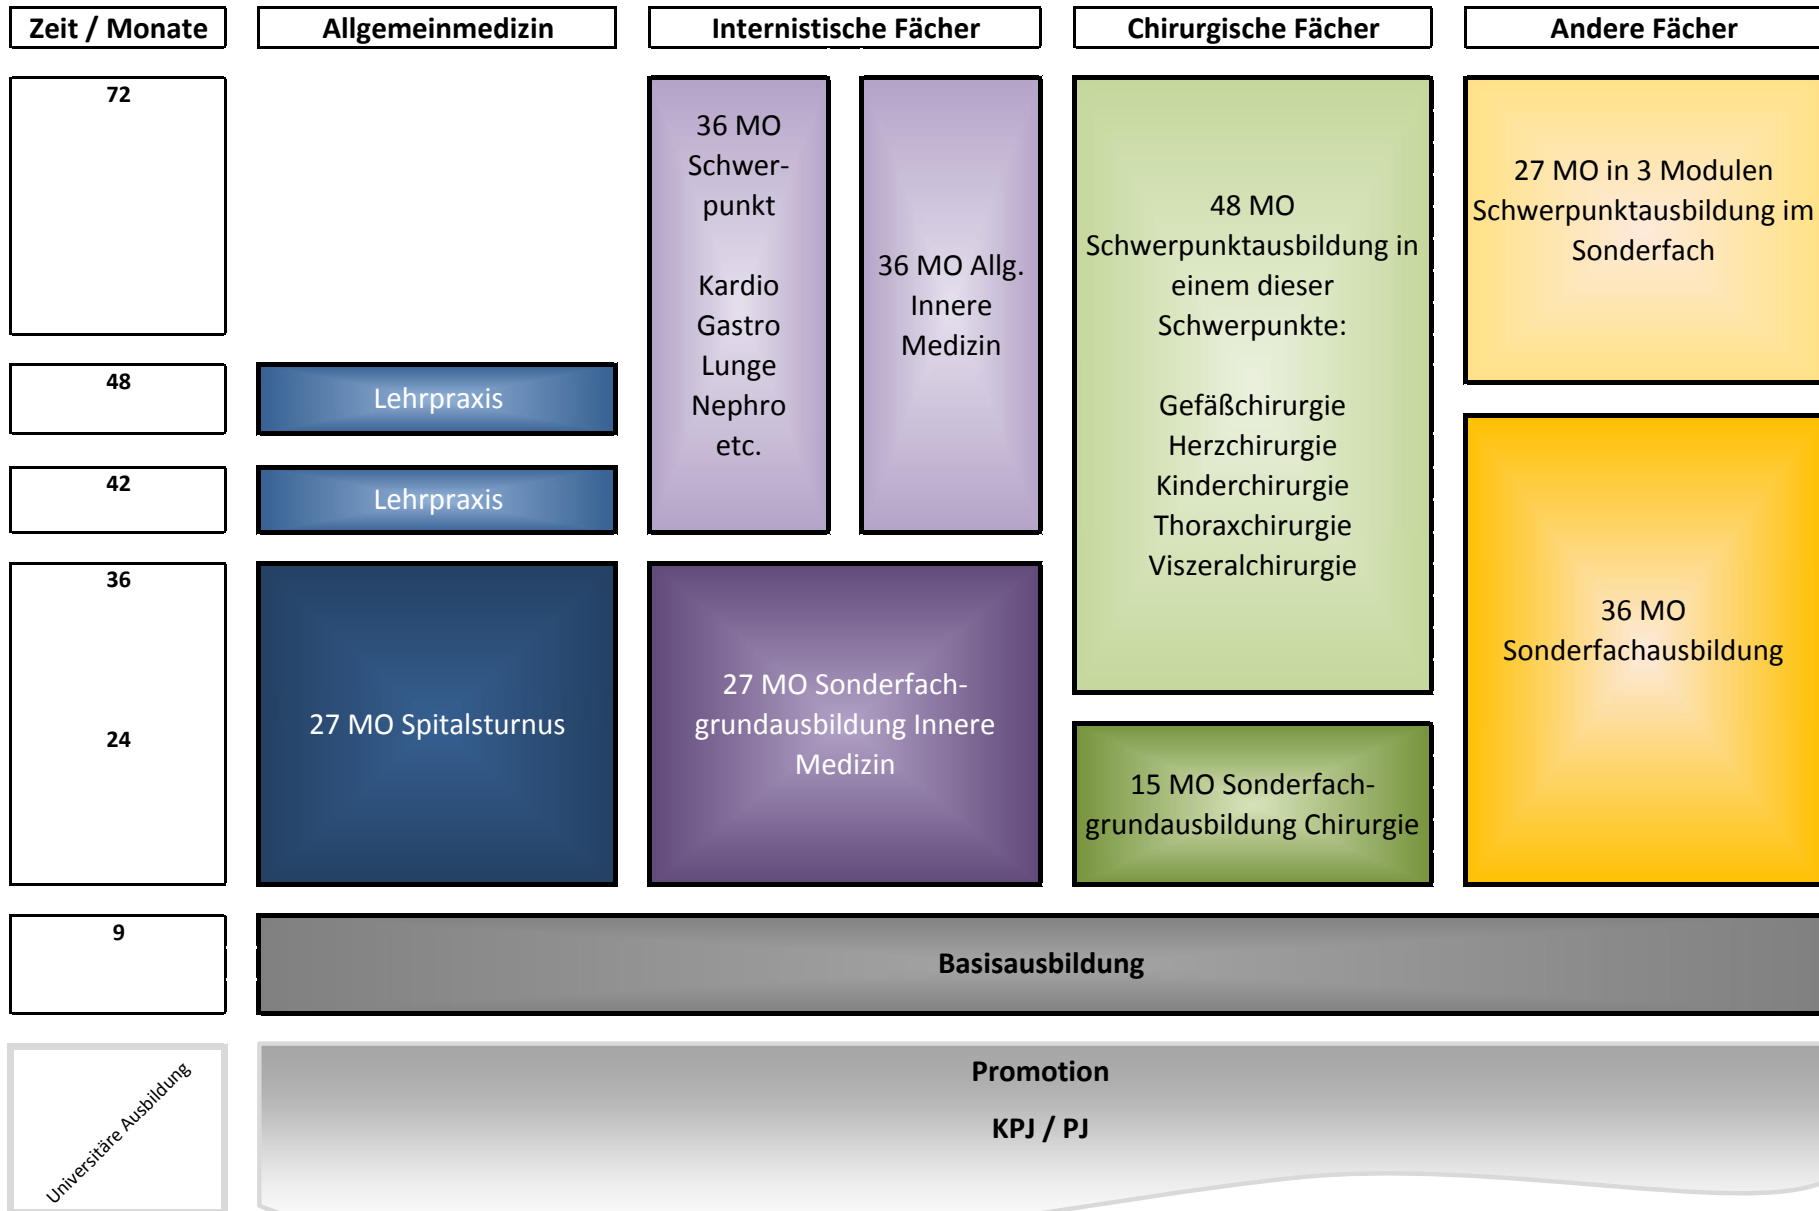 Zeit / Monate
Allgemeinmedizin
Internistische Fächer
Chirurgische Fächer
Andere Fächer
72
36 MO
Schwer-
punkt
Kardio
Gastro
Lunge
Nephro
etc.
36 MO Allg.
Innere
Medizin
48 MO
Schwerpunktausbildung in
einem dieser
Schwerpunkte:
Gefäßchirurgie
Herzchirurgie
Kinderchirurgie
Thoraxchirurgie
Viszeralchirurgie
27 MO in 3 Modulen
Schwerpunktausbildung im
Sonderfach
48
Lehrpraxis
42
Lehrpraxis
36
24
27 MO Spitalsturnus
27 MO Sonderfach-
grundausbildung Innere
Medizin
15 MO Sonderfach-
grundausbildung Chirurgie
36 MO
Sonderfachausbildung
9
Basisausbildung
Universitäre Ausbildung
Promotion
KPJ / PJ